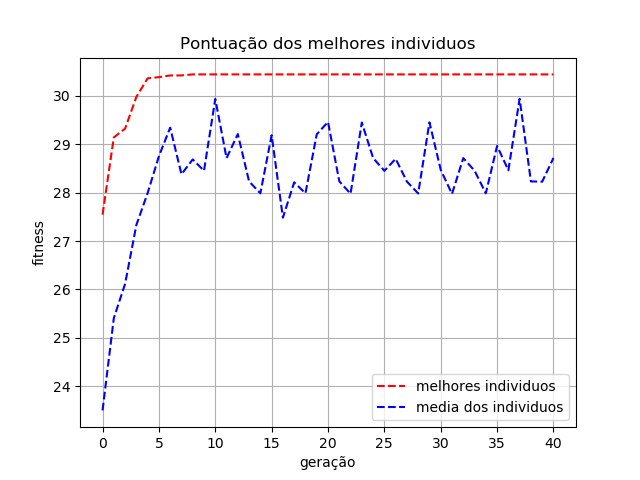 Pontuação dos melhores individuos
fitness
30
29
28
27
26
25
24
0 5 10 15 20 25 30 35 40
geração
melhores individuos
media dos individuos